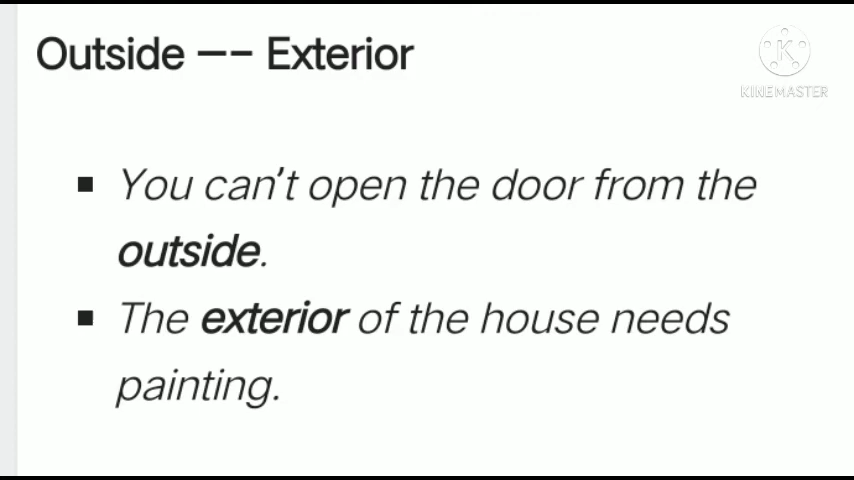 Outside –-- Exterior
KINEMASTER
▪ You can't open the door from the
outside.
▪ The exterior of the house needs
painting.